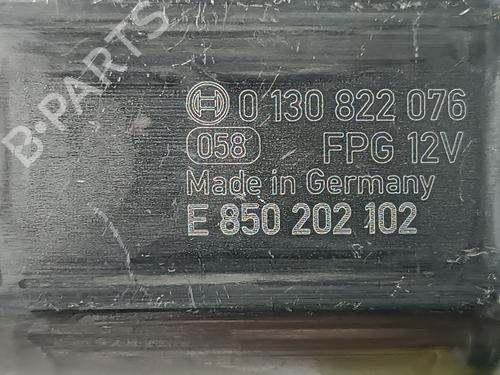 B-PARTS
0 130 822 076
058 FPG 12V
Made in Germany
E 850 202 102